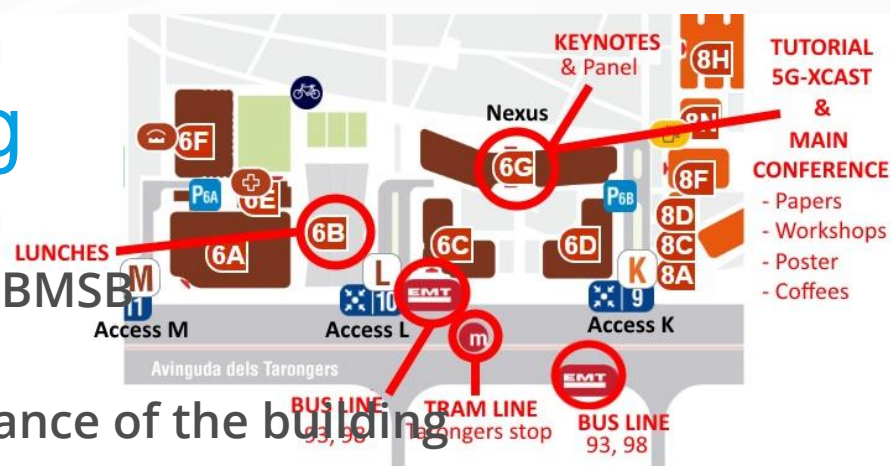 KEYNOTES
& Panel
TUTORIAL
5G-XCAST
&
MAIN
CONFERENCE
- Papers
- Workshops
- Poster
- Coffees
8H
8N
Nexus
6F
g
6G
8F
P6A
6E
P6B
8D
6B
6C
6D
8C
LUNCHES
6A
8A
M
L
K
BMSB
11
10
EMT
9
Access M
Access L
Access K
m
Avinguda dels Tarongers
EMT
ance of the building
BUS LINE
93, 98
TRAM LINE
Tarongers stop
BUS LINE
93, 98